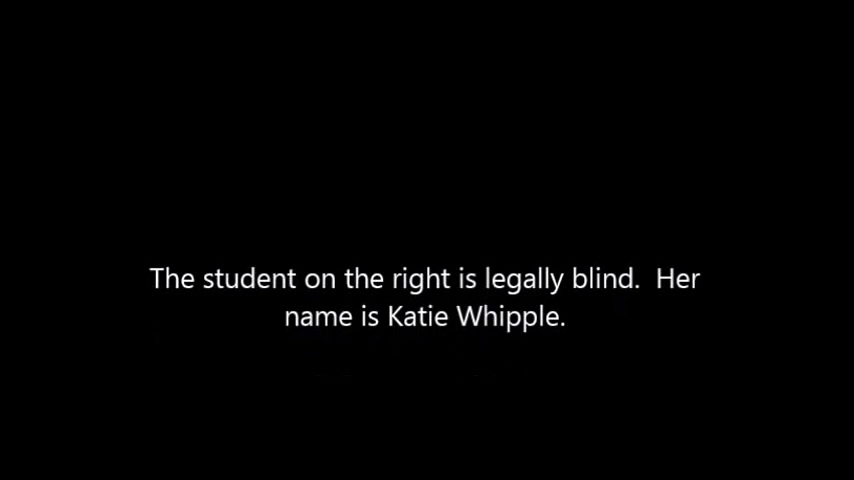 The student on the right is legally blind.  Her
name is Katie Whipple.